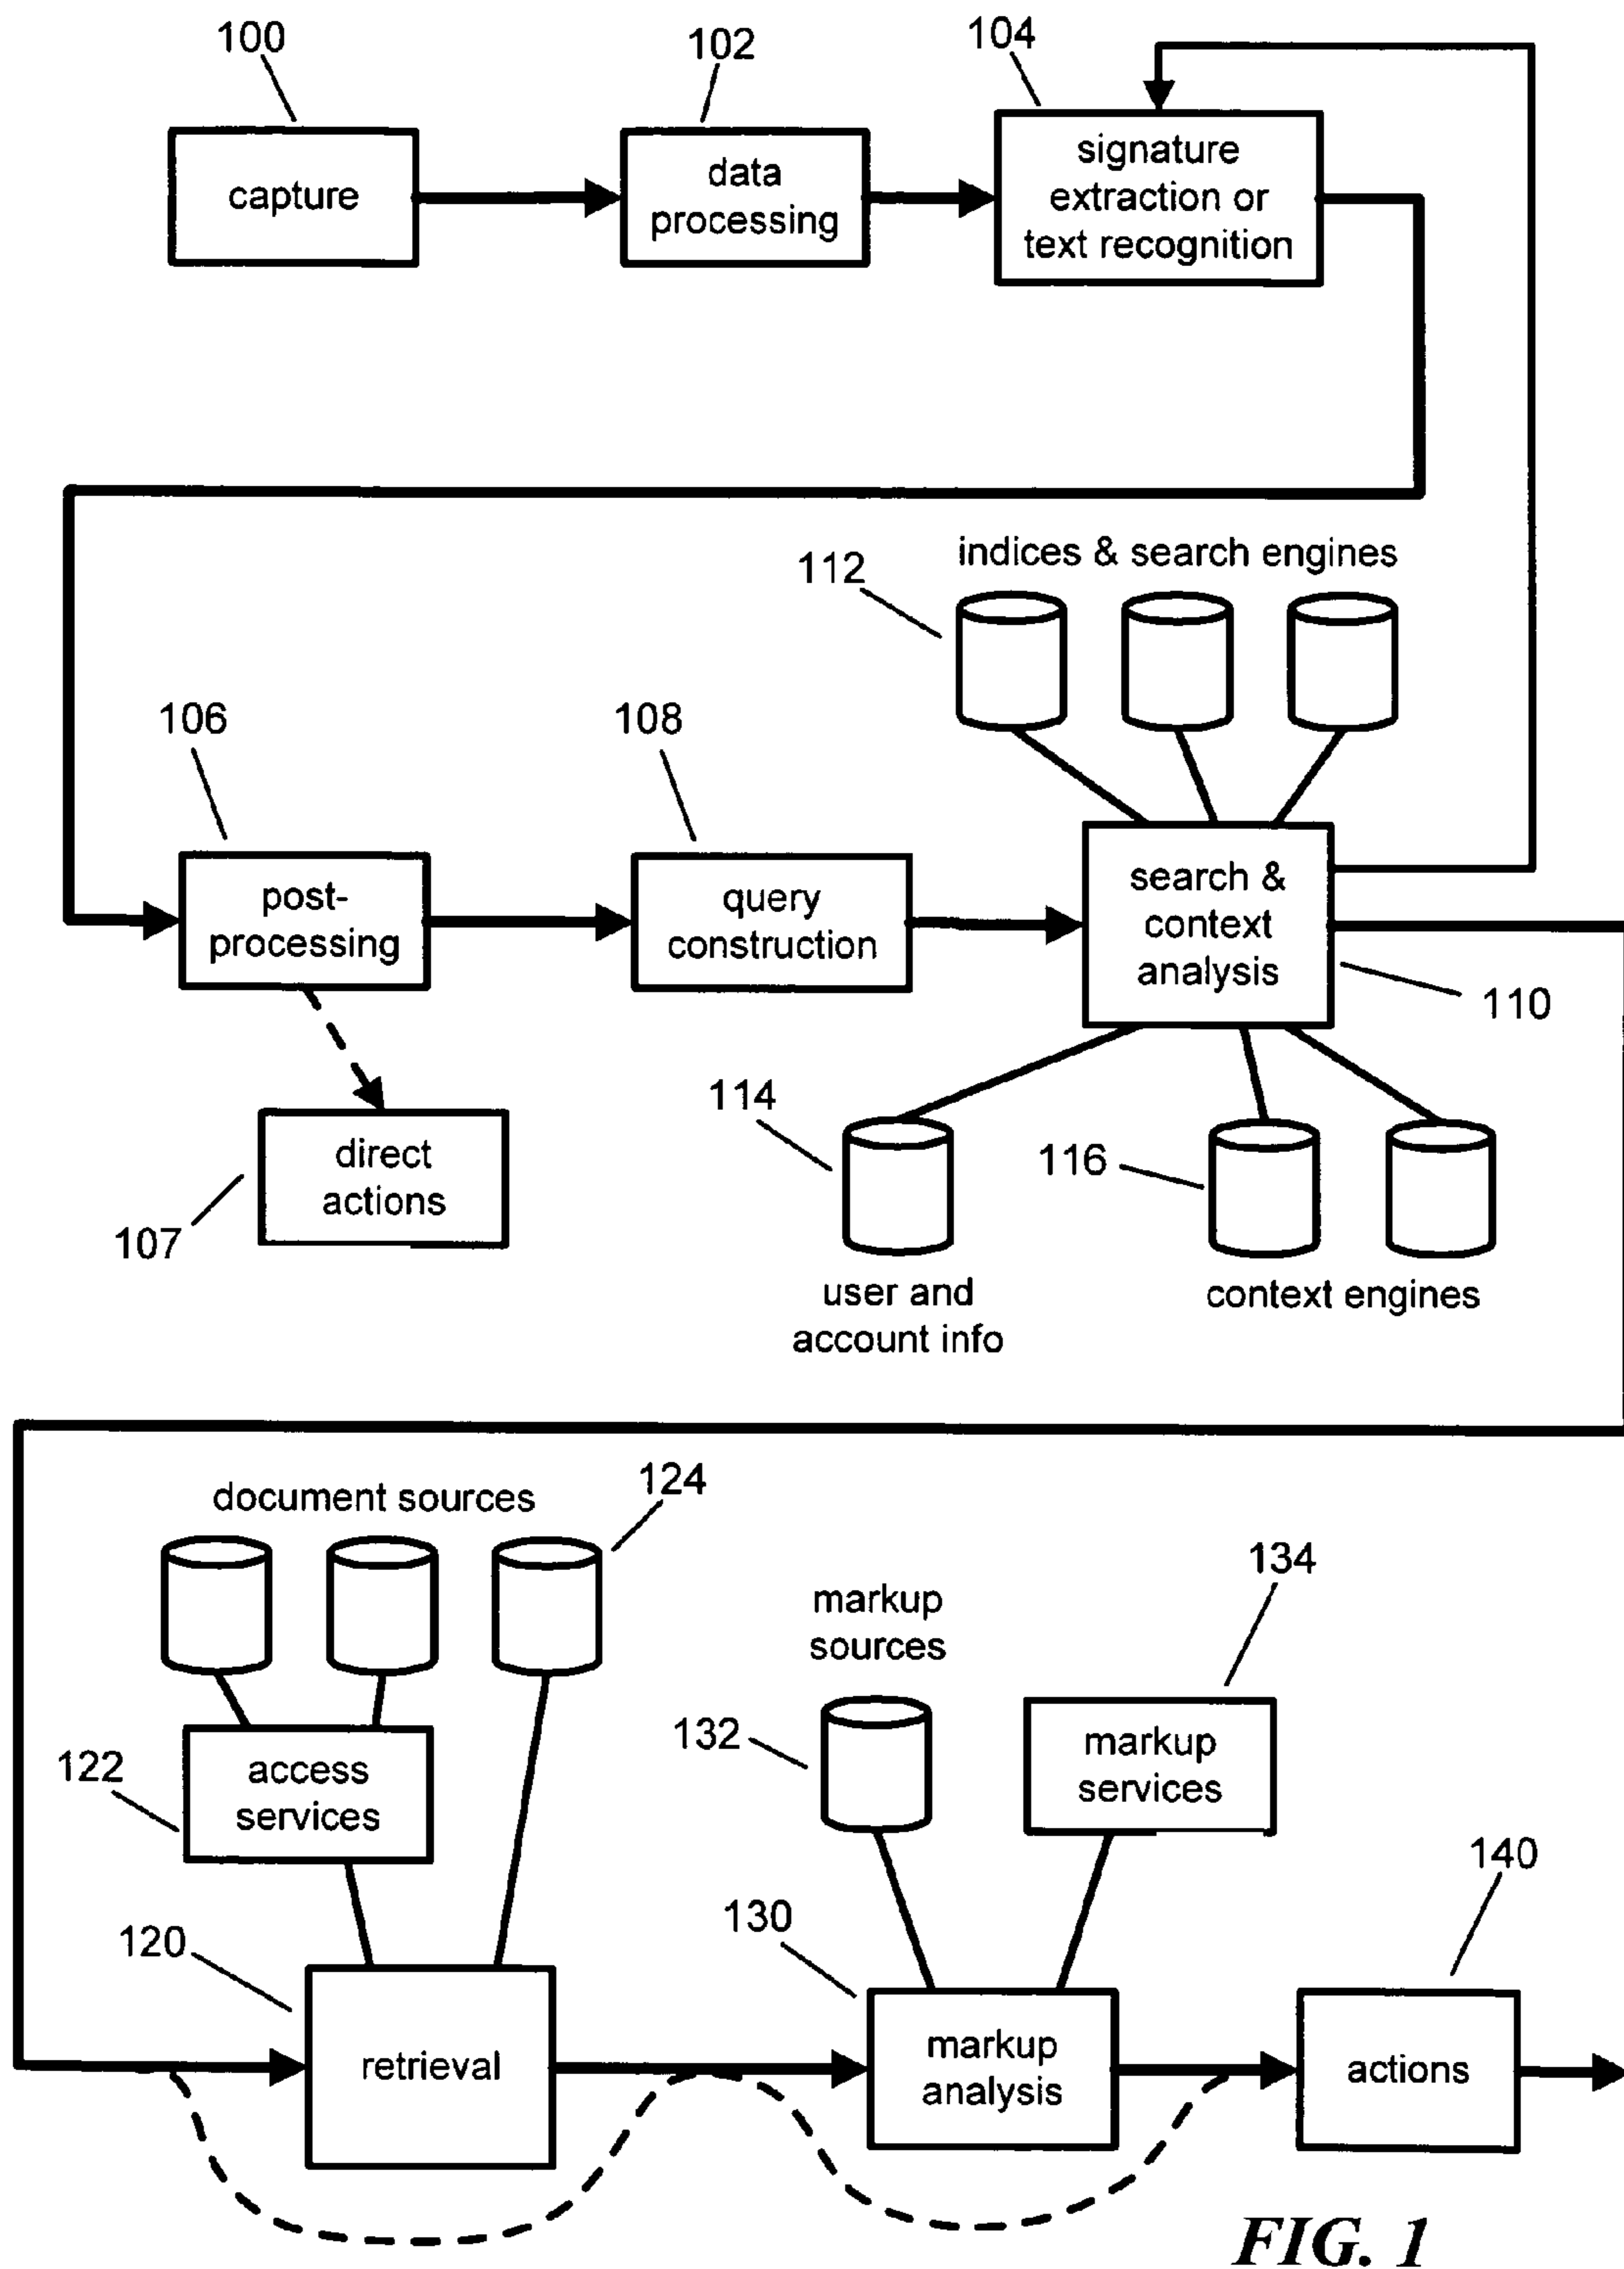 100
102
104
capture
data
processing
signature
extraction or
text recognition
indices & search engines
112
106
108
post-
processing
query
construction
search &
context
analysis
110
direct
actions
107
114
116
user and
account info
context engines
document sources
124
134
markup
sources
132
markup
services
122
access
services
140
120
130
retrieval
markup
analysis
actions
FIG. 1